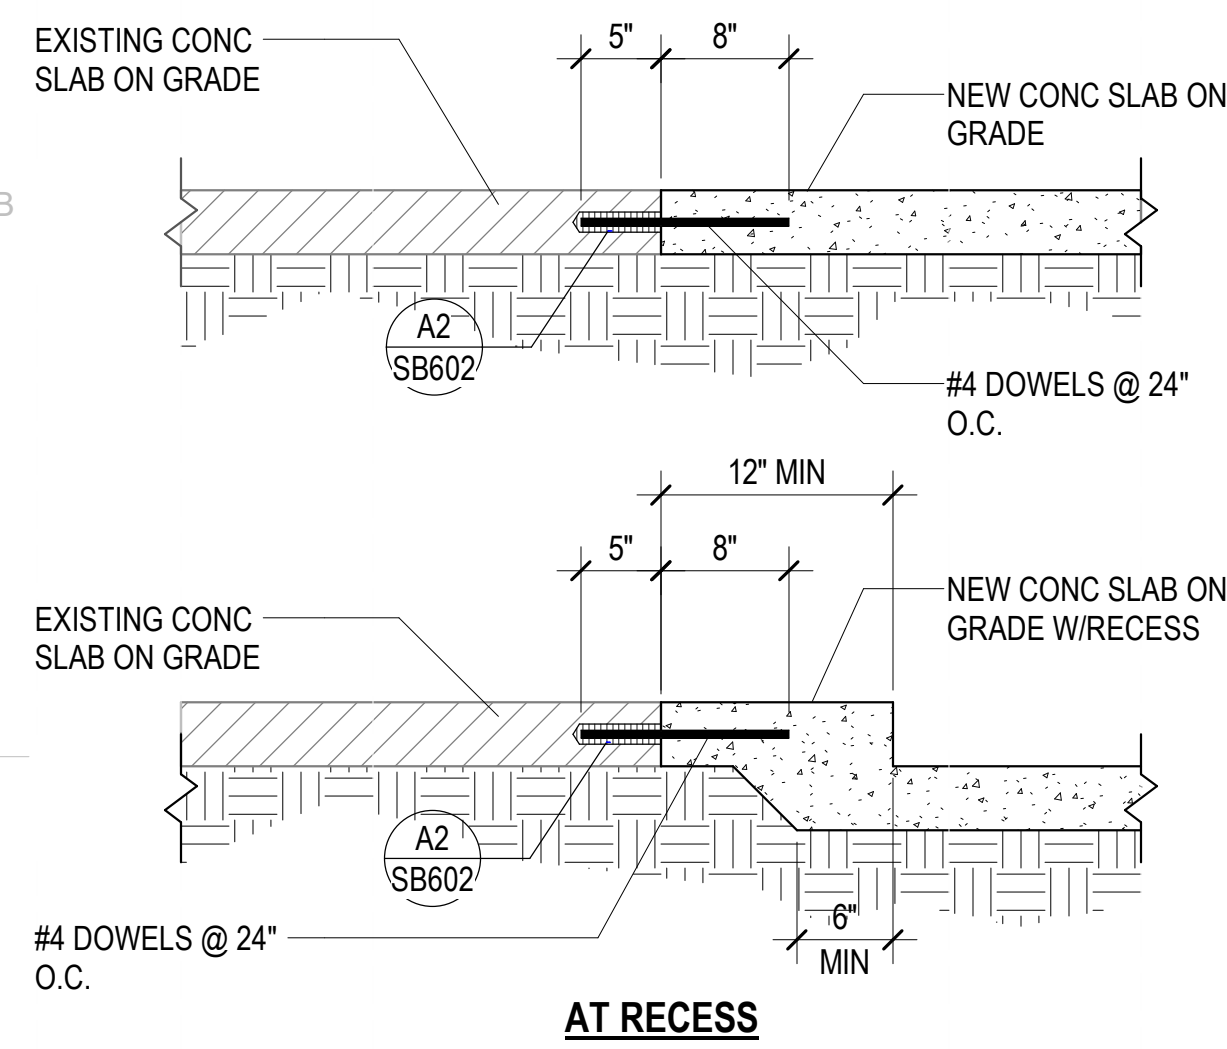 EXISTING CONC
SLAB ON GRADE
5"
8"
NEW CONC SLAB ON
GRADE
B
A2
SB602
#4 DOWELS @ 24"
O.C.
12" MIN
5"
8"
EXISTING CONC
SLAB ON GRADE
NEW CONC SLAB ON
GRADE W/RECESS
A2
SB602
#4 DOWELS @ 24"
O.C.
6"
MIN
AT RECESS